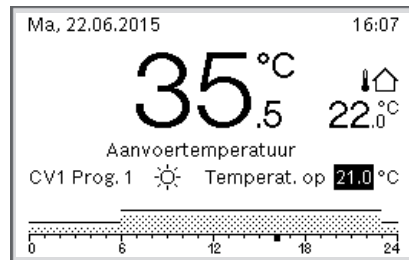 Ma, 22.06.2015 16:07
35.5 °C
22.0 °C
Aanvoertemperatuur
CV1 Prog. 1 Temperat. op 21.0 °C
0 6 12 18 24